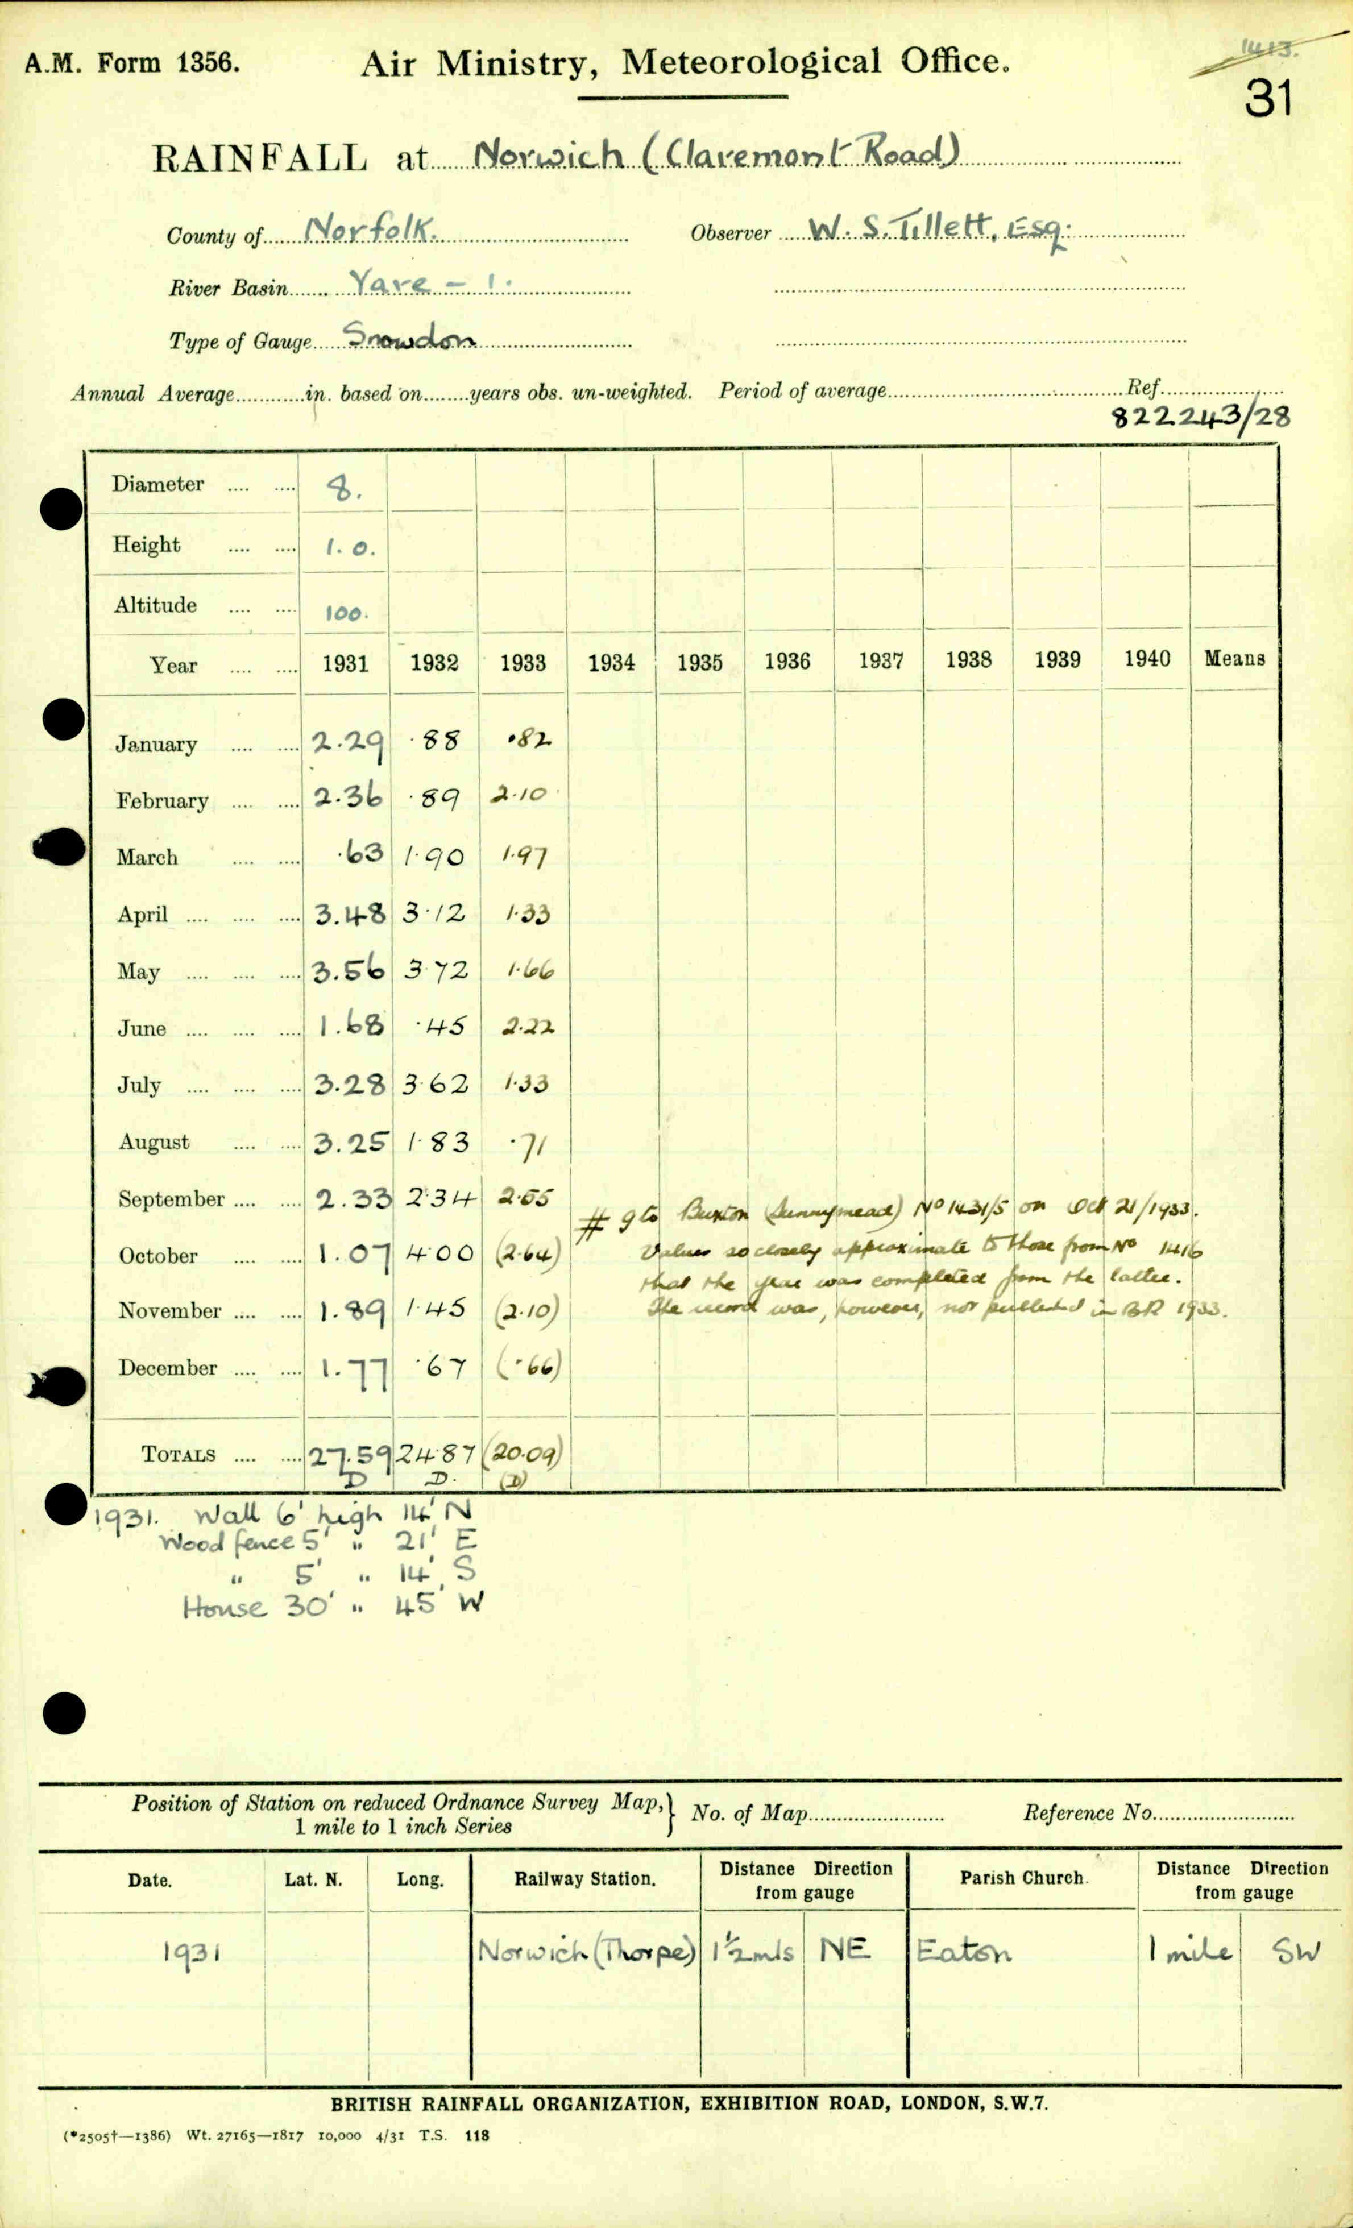 1413.
A.M. Form 1356. Air Ministry, Meteorological Office.
31
RAINFALL at Norwich (Claremont Road)
County of Norfolk. Observer W. S. Tillett, Esq.
River Basin Yare - 1.
Type of Gauge Snowdon
Annual Average in. based on years obs. un-weighted. Period of average Ref.
822243/28
Diameter 8.
Height 1.0.
Altitude 100.
Year 1931 1932 1933 1934 1935 1936 1937 1938 1939 1940 Means
January 2.29 .88 .82
February 2.36 .89 2.10
March .63 1.90 1.97
April 3.48 3.12 1.33
May 3.56 3.72 1.66
June 1.68 .45 2.22
July 3.28 3.62 1.33
August 3.25 1.83 .71
September 2.33 2.34 2.55
# g to Buxton (Sunnymead) No 1431/5 on Oct 21/1933.
October 1.07 4.00 (2.64)
Values so closely approximate to those from No 1416
that the year was completed from the latter.
November 1.89 1.45 (2.10)
The record was, however, not published in BR 1933.
December 1.77 .67 (.66)
TOTALS 27.59 24.87 (20.09)
D D. (D)
1931. Wall 6' high 14' N
Wood fence 5' " 21' E
" 5' " 14' S
House 30' " 45' W
Position of Station on reduced Ordnance Survey Map, } No. of Map Reference No.
1 mile to 1 inch Series
Date. Lat. N. Long. Railway Station. Distance Direction from gauge Parish Church. Distance Direction from gauge
1931 Norwich (Thorpe) 1½ mls NE Eaton 1 mile SW
BRITISH RAINFALL ORGANIZATION, EXHIBITION ROAD, LONDON, S.W.7.
(*2505†—1386) Wt. 27165—1817 10,000 4/31 T.S. 118